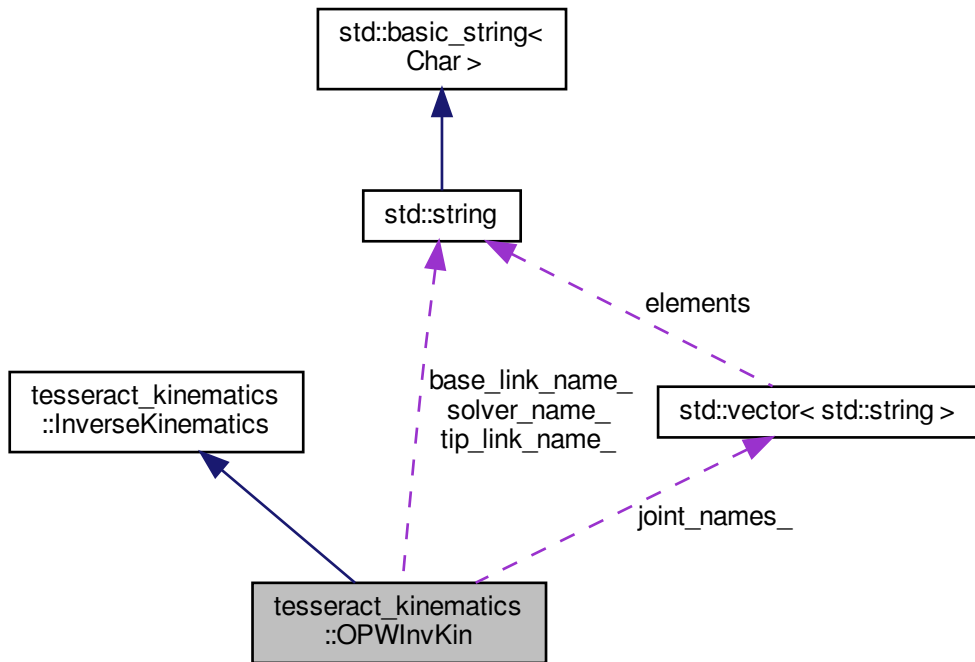 std::basic_string<
Char >
std::string
elements
tesseract_kinematics
::InverseKinematics
base_link_name_
solver_name_
tip_link_name_
std::vector< std::string >
joint_names_
tesseract_kinematics
::OPWInvKin